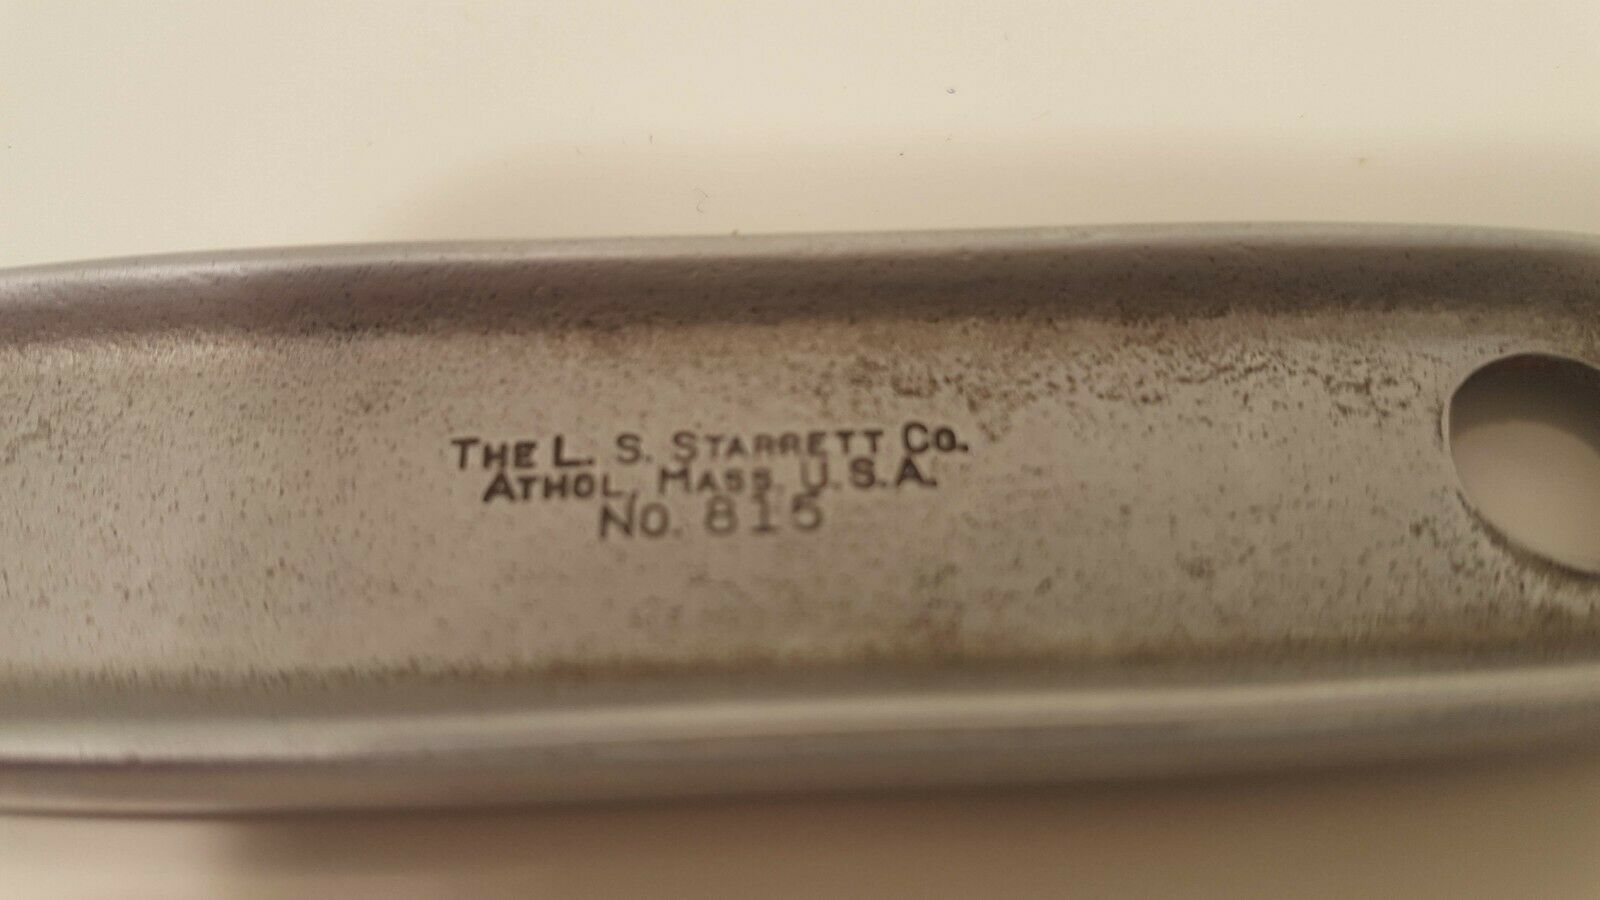 THE L. S. STARRETT CO.
ATHOL, MASS. U.S.A.
NO. 815